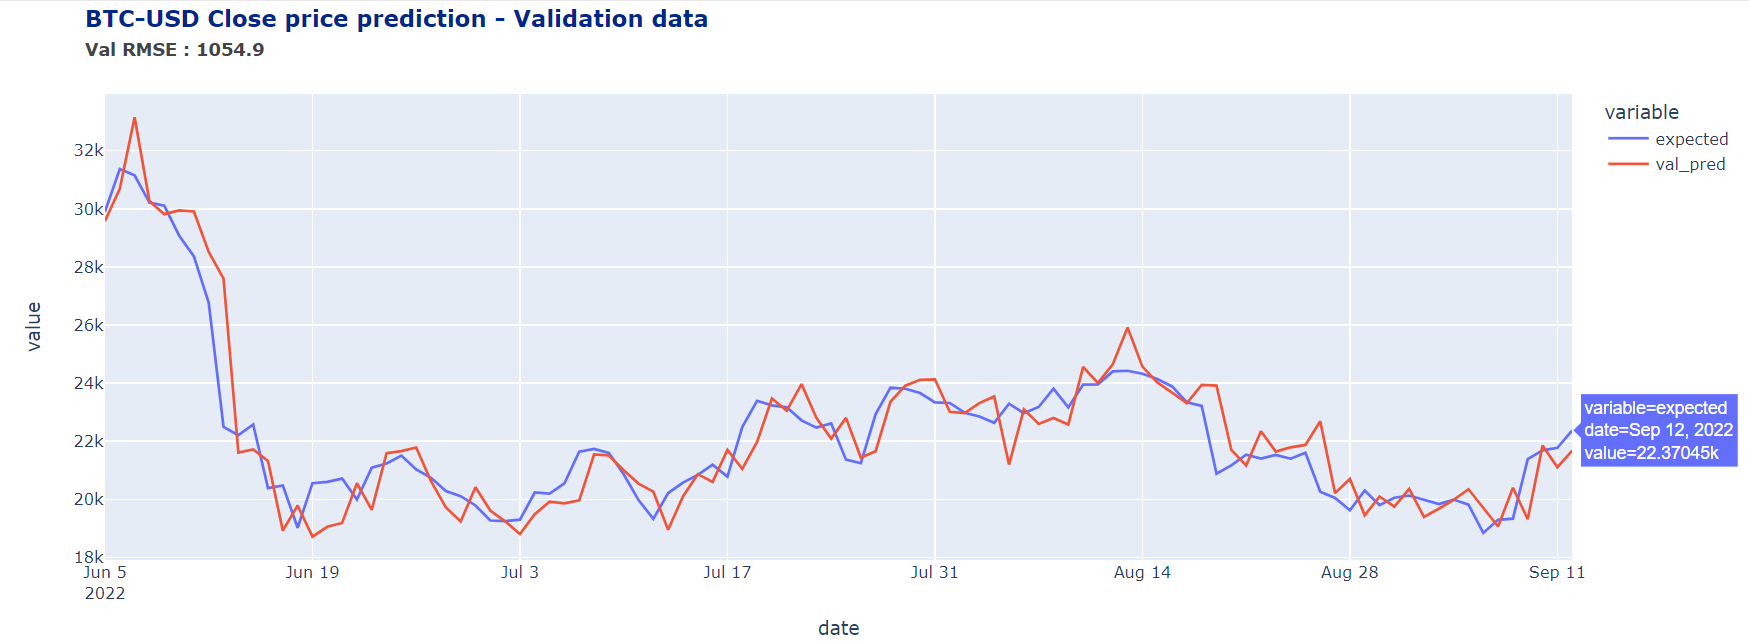 BTC-USD Close price prediction - Validation data
Val RMSE : 1054.9
variable
expected
val_pred
32k
30k
28k
26k
24k
22k
20k
18k
value
variable=expected
date=Sep 12, 2022
value=22.37045k
Jun 5 Jun 19 Jul 3 Jul 17 Jul 31 Aug 14 Aug 28 Sep 11
2022
date